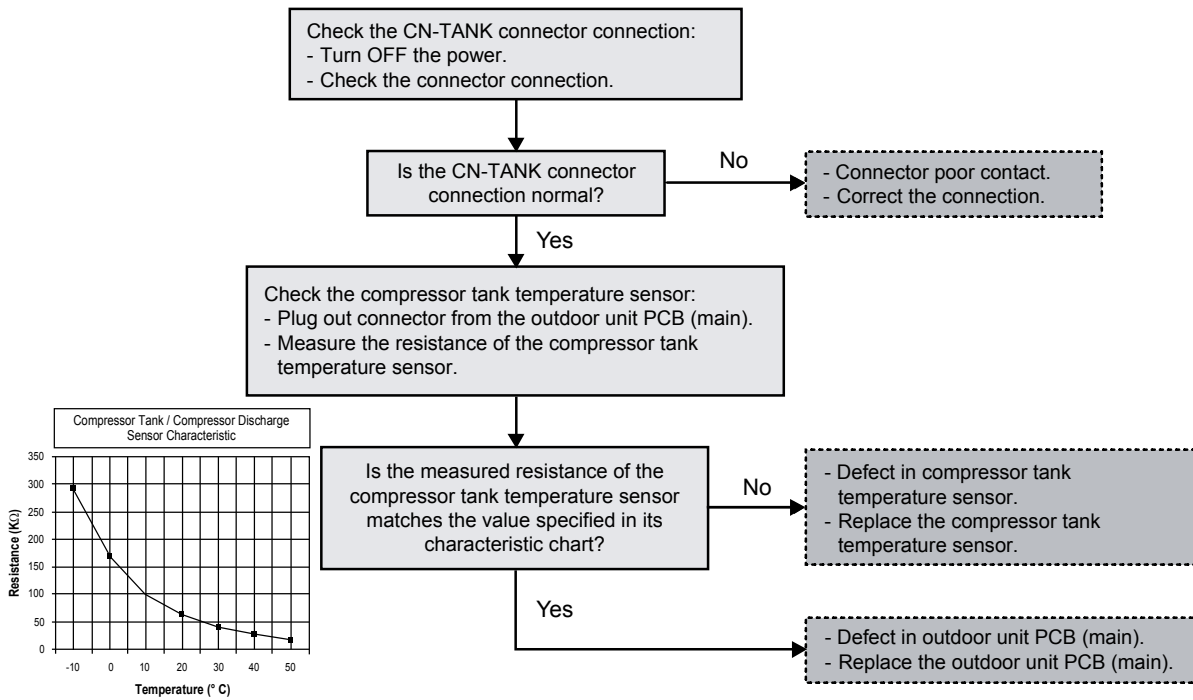 Check the CN-TANK connector connection:
- Turn OFF the power.
- Check the connector connection.
Is the CN-TANK connector
connection normal?
No
- Connector poor contact.
- Correct the connection.
Yes
Check the compressor tank temperature sensor:
- Plug out connector from the outdoor unit PCB (main).
- Measure the resistance of the compressor tank
temperature sensor.
Compressor Tank / Compressor Discharge
Sensor Characteristic
Resistance (KΩ)
350
300
250
200
150
100
50
0
-10 0 10 20 30 40 50
Temperature (° C)
Is the measured resistance of the
compressor tank temperature sensor
matches the value specified in its
characteristic chart?
No
- Defect in compressor tank
temperature sensor.
- Replace the compressor tank
temperature sensor.
Yes
- Defect in outdoor unit PCB (main).
- Replace the outdoor unit PCB (main).